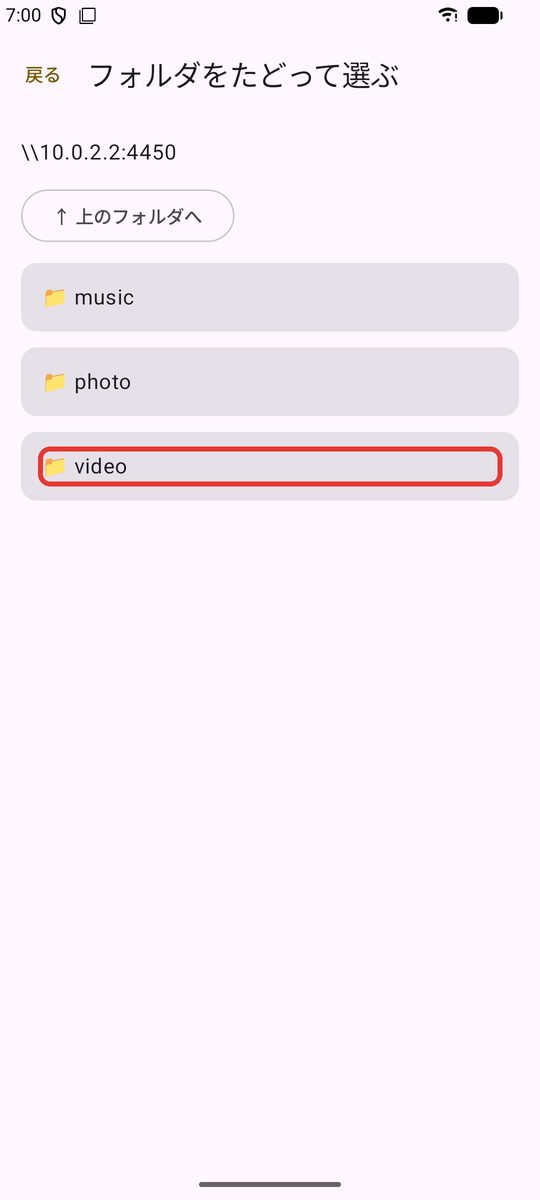 7:00
戻る フォルダをたどって選ぶ
\\10.0.2.2:4450
↑ 上のフォルダへ
📁 music
📁 photo
📁 video